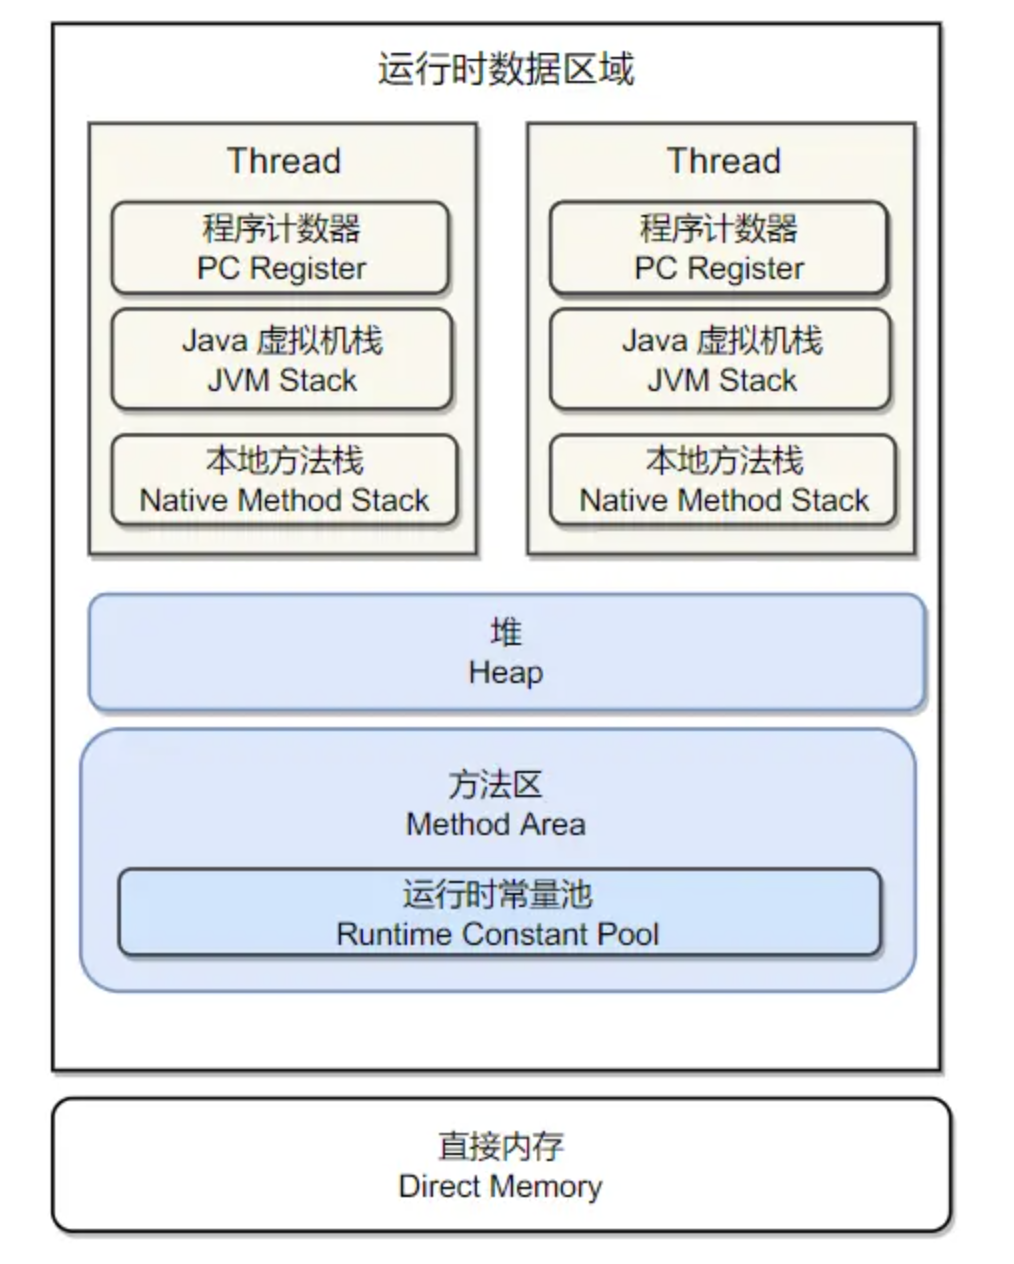 运行时数据区域
Thread
程序计数器
PC Register
Java 虚拟机栈
JVM Stack
本地方法栈
Native Method Stack
Thread
程序计数器
PC Register
Java 虚拟机栈
JVM Stack
本地方法栈
Native Method Stack
堆
Heap
方法区
Method Area
运行时常量池
Runtime Constant Pool
直接内存
Direct Memory